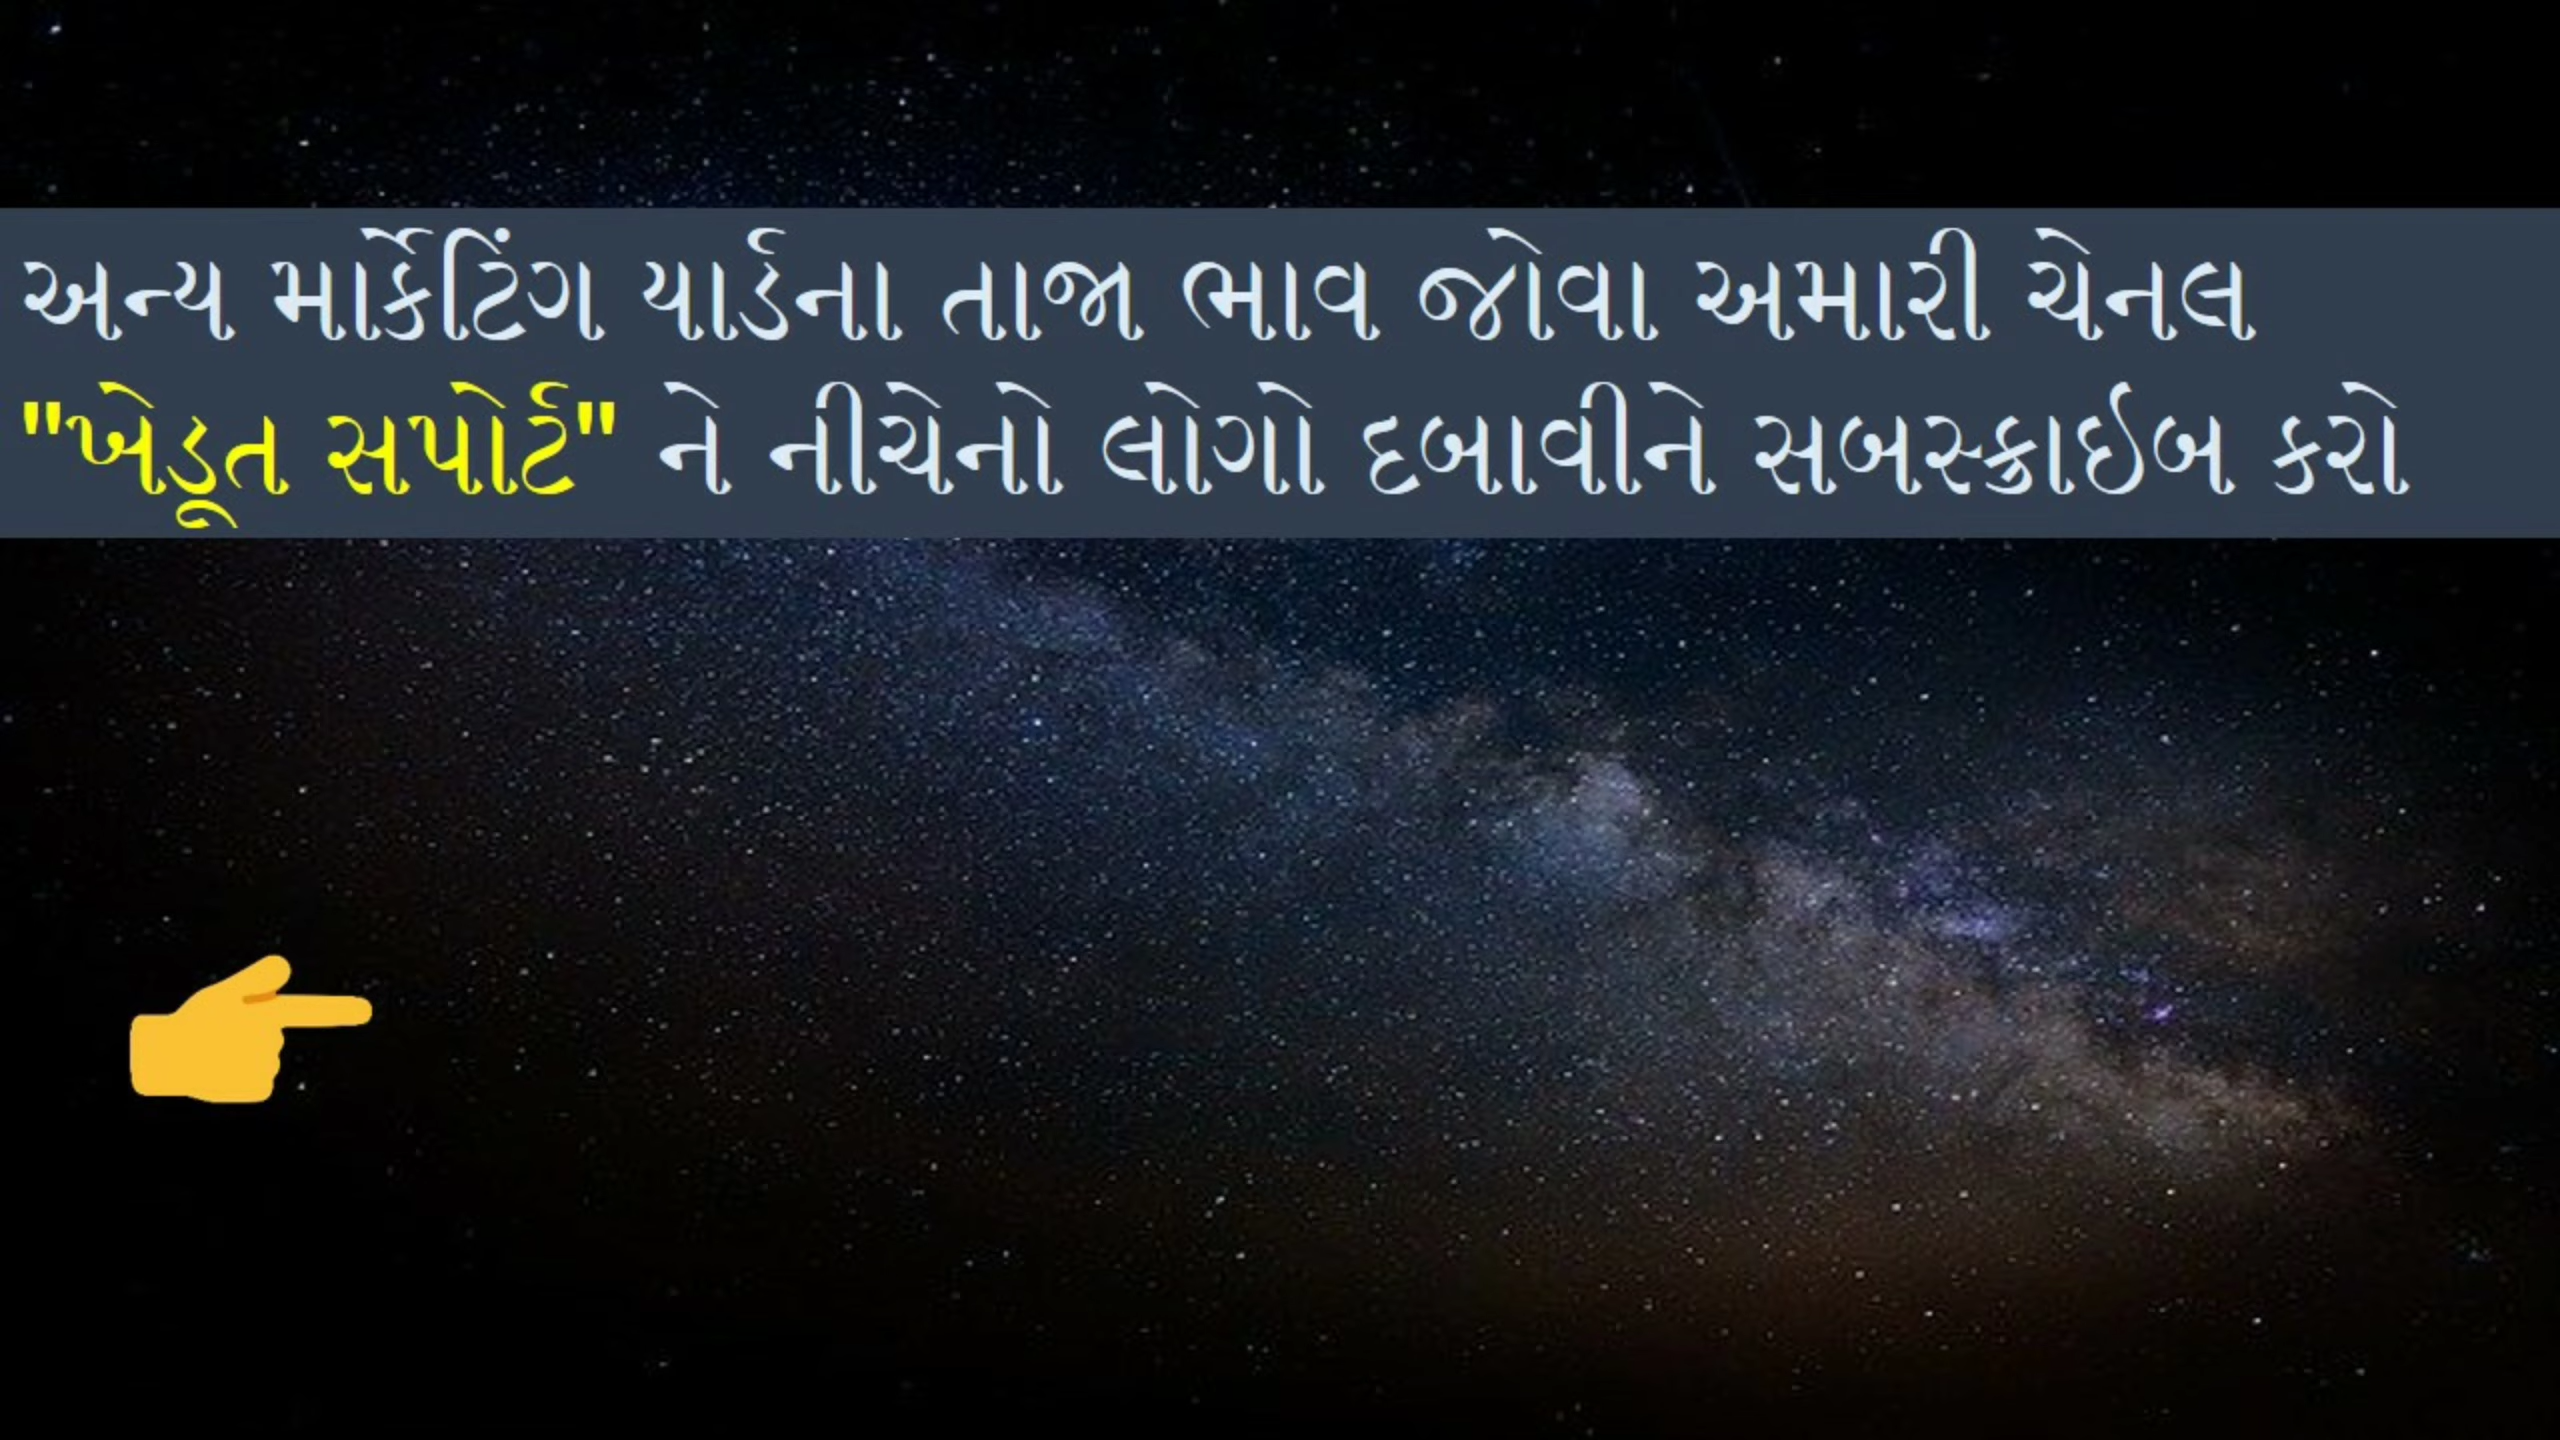 અન્ય માર્કેટિંગ યાર્ડના તાજા ભાવ જોવા અમારી ચેનલ
"ખેડૂત સપોર્ટ" ને નીચેનો લોગો દબાવીને સબસ્ક્રાઈબ કરો